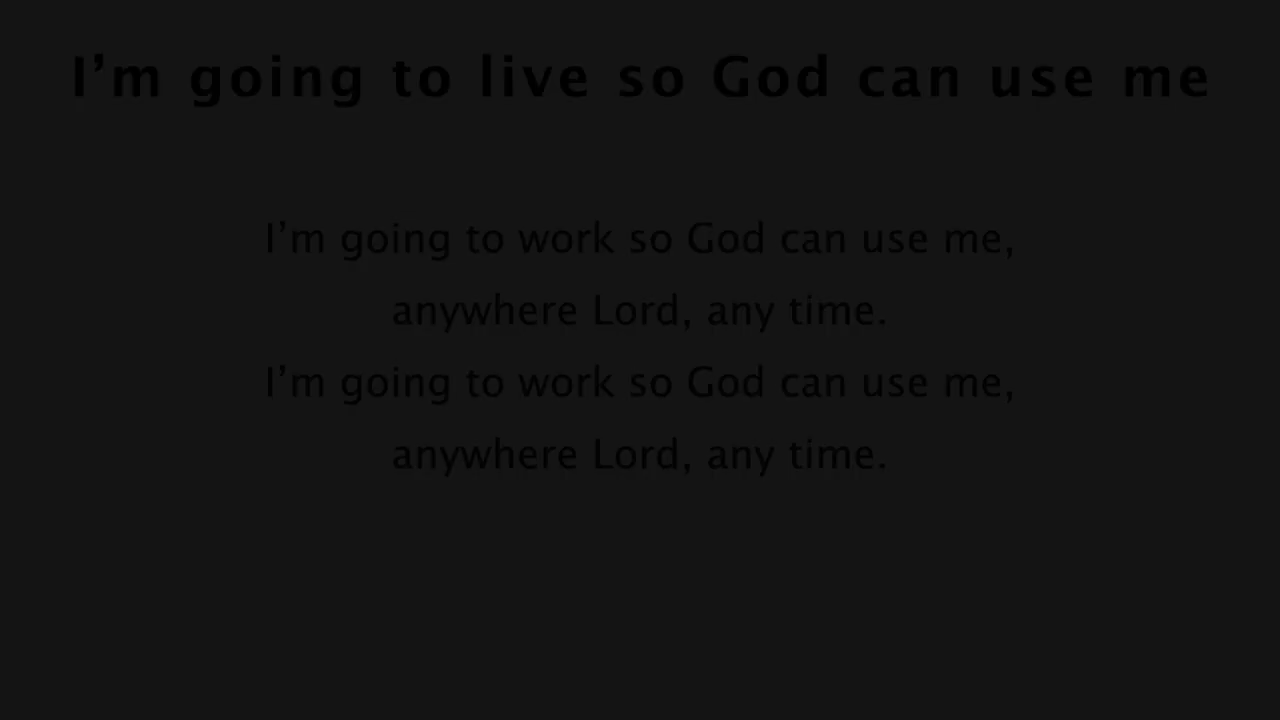 I’m going to live so God can use me
I’m going to work so God can use me,
anywhere Lord, any time.
I’m going to work so God can use me,
anywhere Lord, any time.